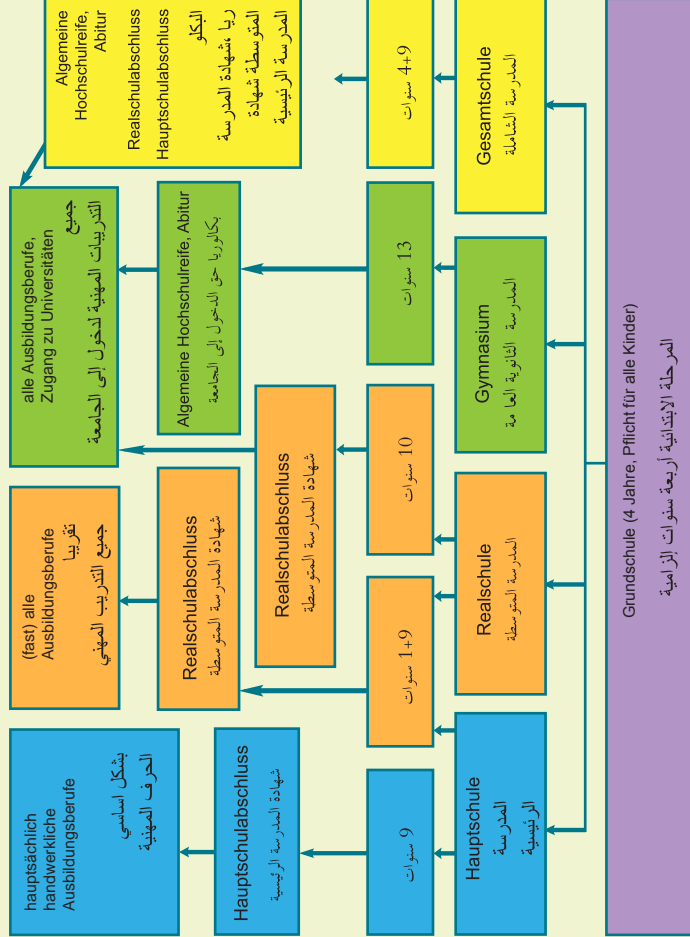 hauptsächlich
handwerkliche
Ausbildungsberufe
بشكل اساسي
الحرف المهنية
(fast) alle
Ausbildungsberufe
تقريبا
جميع التدريب المهني
alle Ausbildungsberufe,
Zugang zu Universitäten
جميع
التدريبات المهنية لدخول إلى الجامعة
Algemeine
Hochschulreife,
Abitur
Realschulabschluss
Hauptschulabschluss
البكلو
ريا ،شهادة المدرسة
المتوسطة شهادة
المدرسة الرئيسية
Hauptschulabschluss
شهادة المدرسة الرئيسية
Realschulabschluss
شهادة المدرسة المتوسطة
Algemeine Hochschulreife, Abitur
بكالوريا حق الدخول إلى الجامعة
Realschulabschluss
شهادة المدرسة المتوسطة
9 سنوات
1+9 سنوات
10 سنوات
13 سنوات
4+9 سنوات
Hauptschule
المدرسة
الرئيسية
Realschule
المدرسة المتوسطة
Gymnasium
المدرسة الثانوية العامة
Gesamtschule
المدرسة الشاملة
Grundschule (4 Jahre, Pflicht für alle Kinder)
المرحلة الابتدائية أربعة سنوات إلزامية